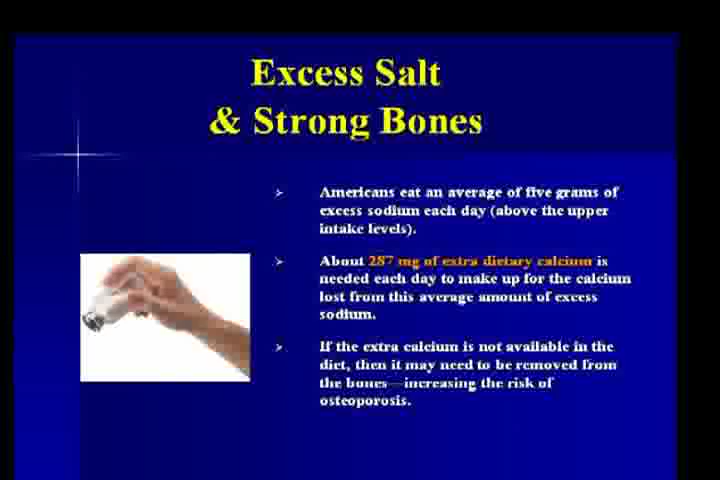 Excess Salt
& Strong Bones
Americans eat an average of five grams of
excess sodium each day (above the upper
intake levels).
About 287 mg of extra dietary calcium is
needed each day to make up for the calcium
lost from this average amount of excess
sodium.
If the extra calcium is not available in the
diet, then it may need to be removed from
the bones—increasing the risk of
osteoporosis.